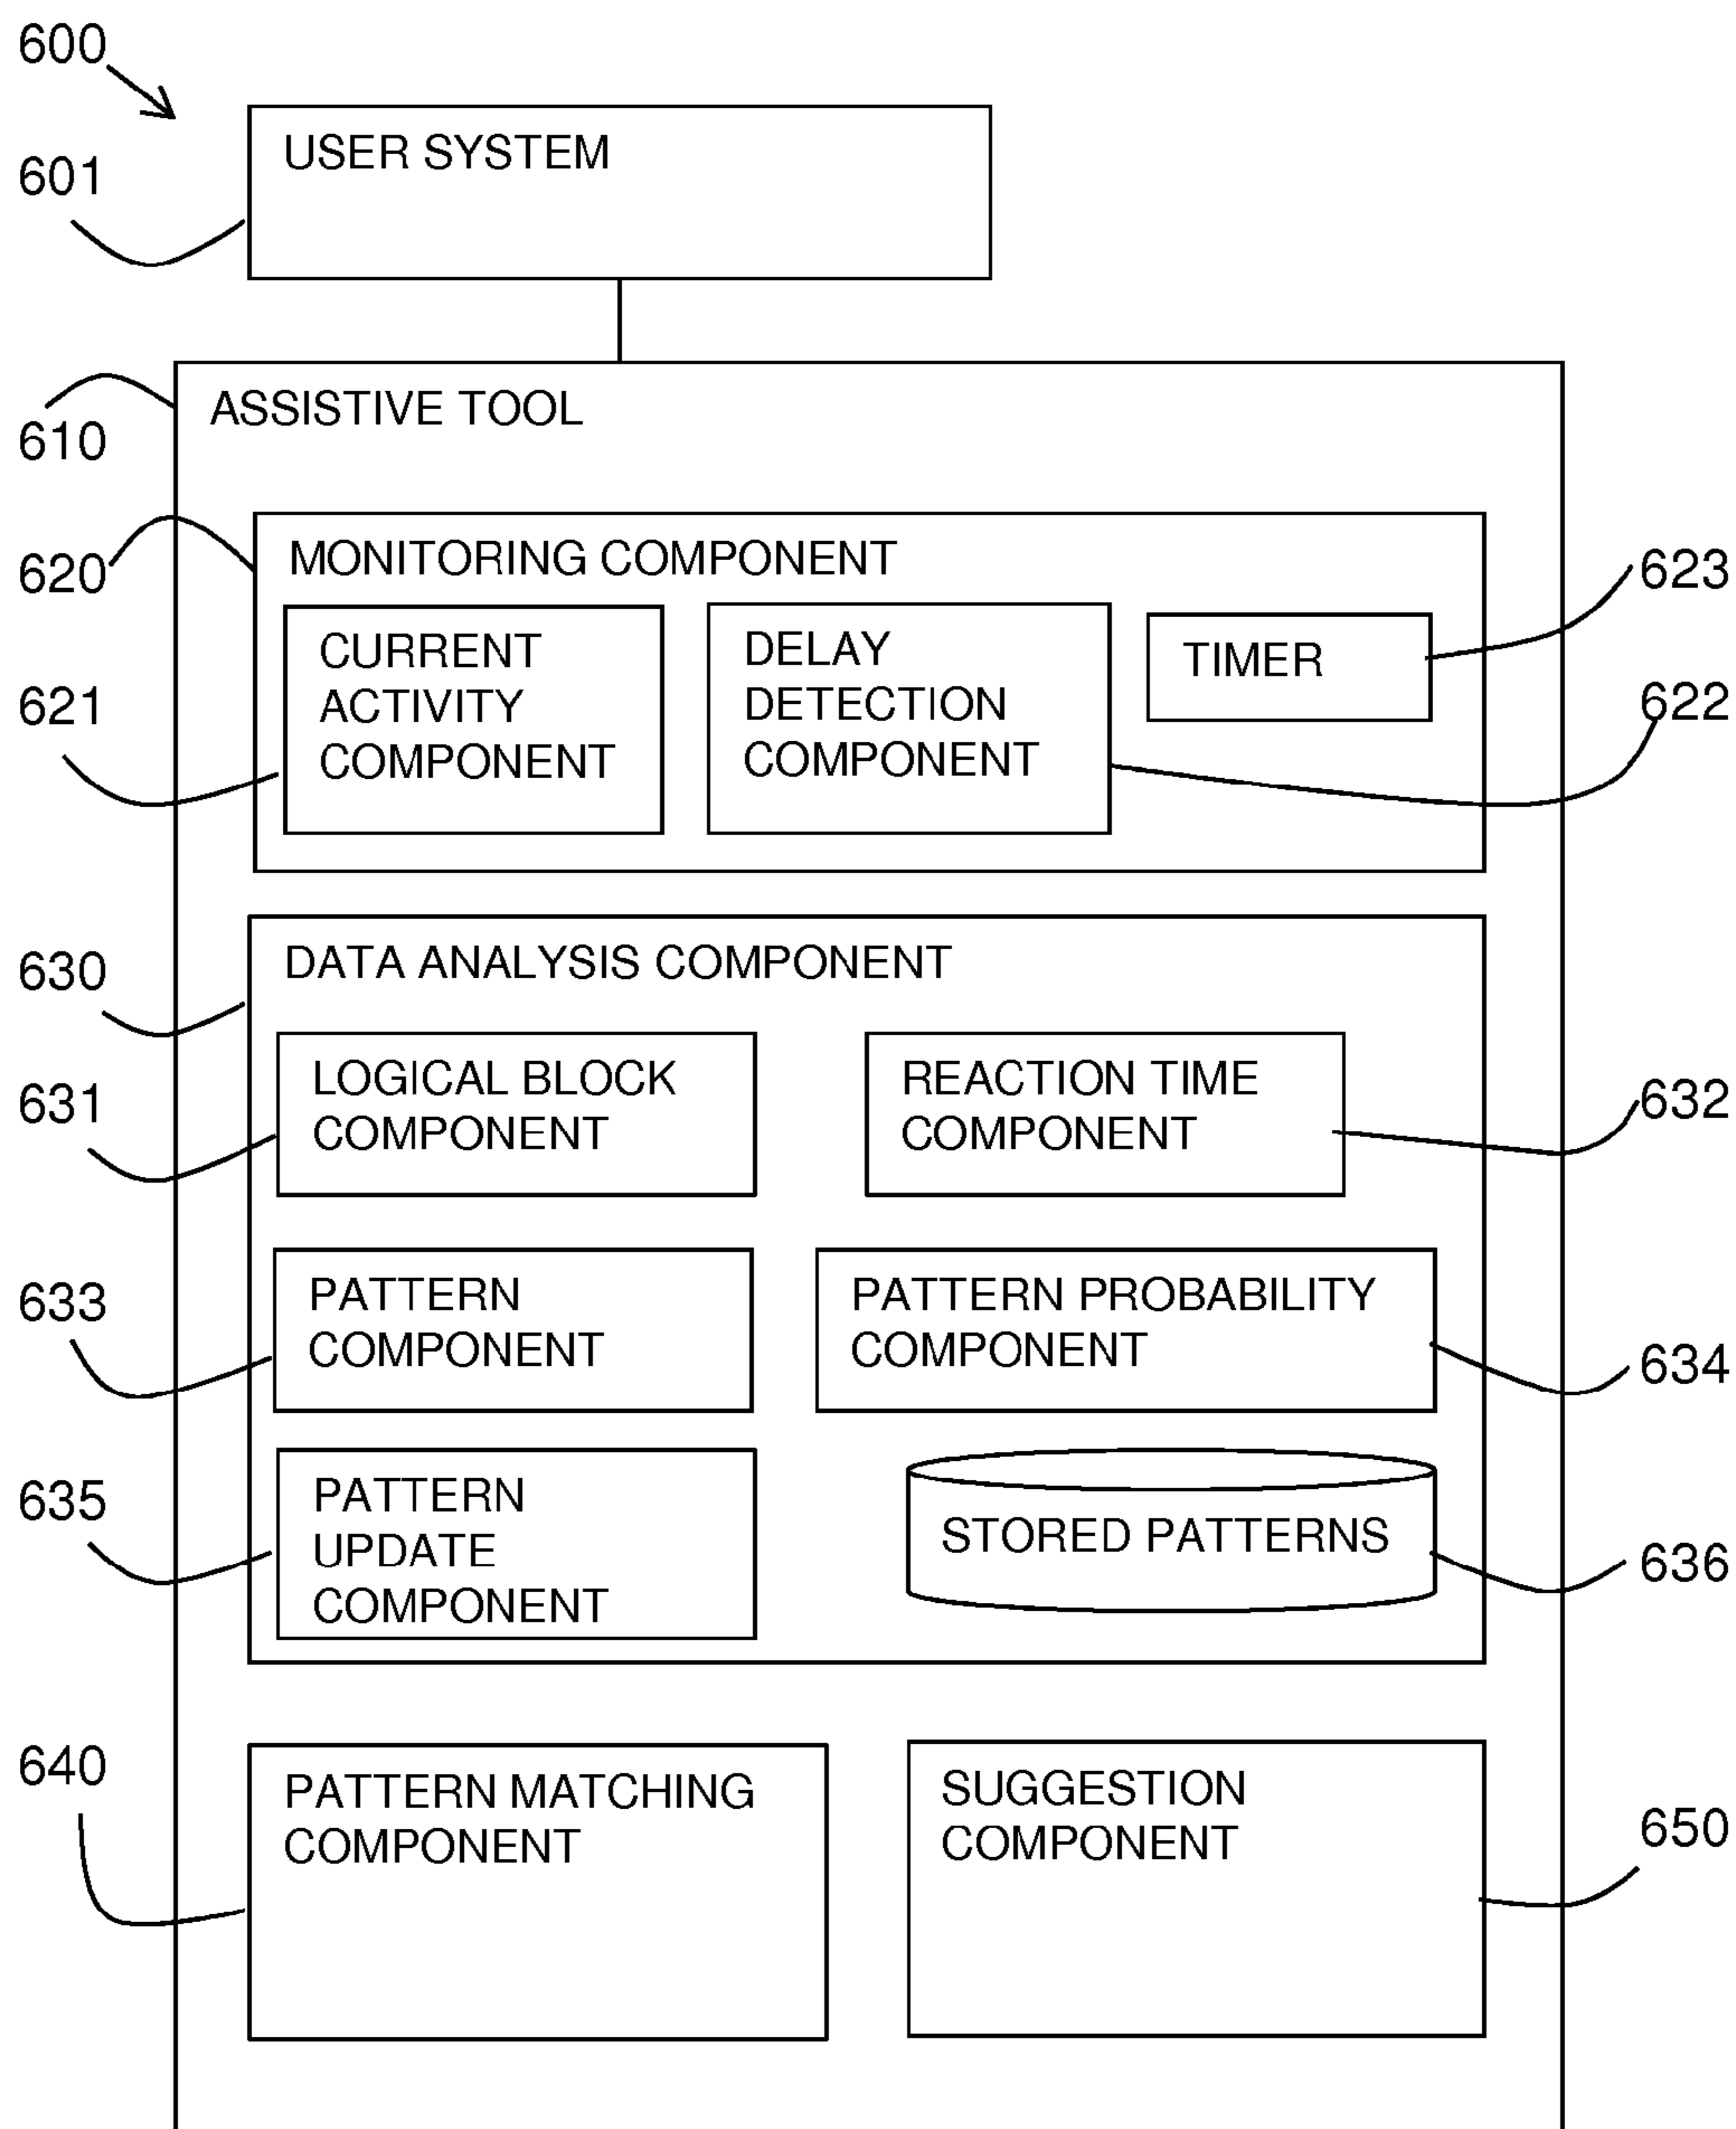 600
601
USER SYSTEM
610
ASSISTIVE TOOL
620
MONITORING COMPONENT
623
621
CURRENT
ACTIVITY
COMPONENT
DELAY
DETECTION
COMPONENT
TIMER
622
630
DATA ANALYSIS COMPONENT
631
LOGICAL BLOCK
COMPONENT
REACTION TIME
COMPONENT
632
633
PATTERN
COMPONENT
PATTERN PROBABILITY
COMPONENT
634
635
PATTERN
UPDATE
COMPONENT
STORED PATTERNS
636
640
PATTERN MATCHING
COMPONENT
SUGGESTION
COMPONENT
650